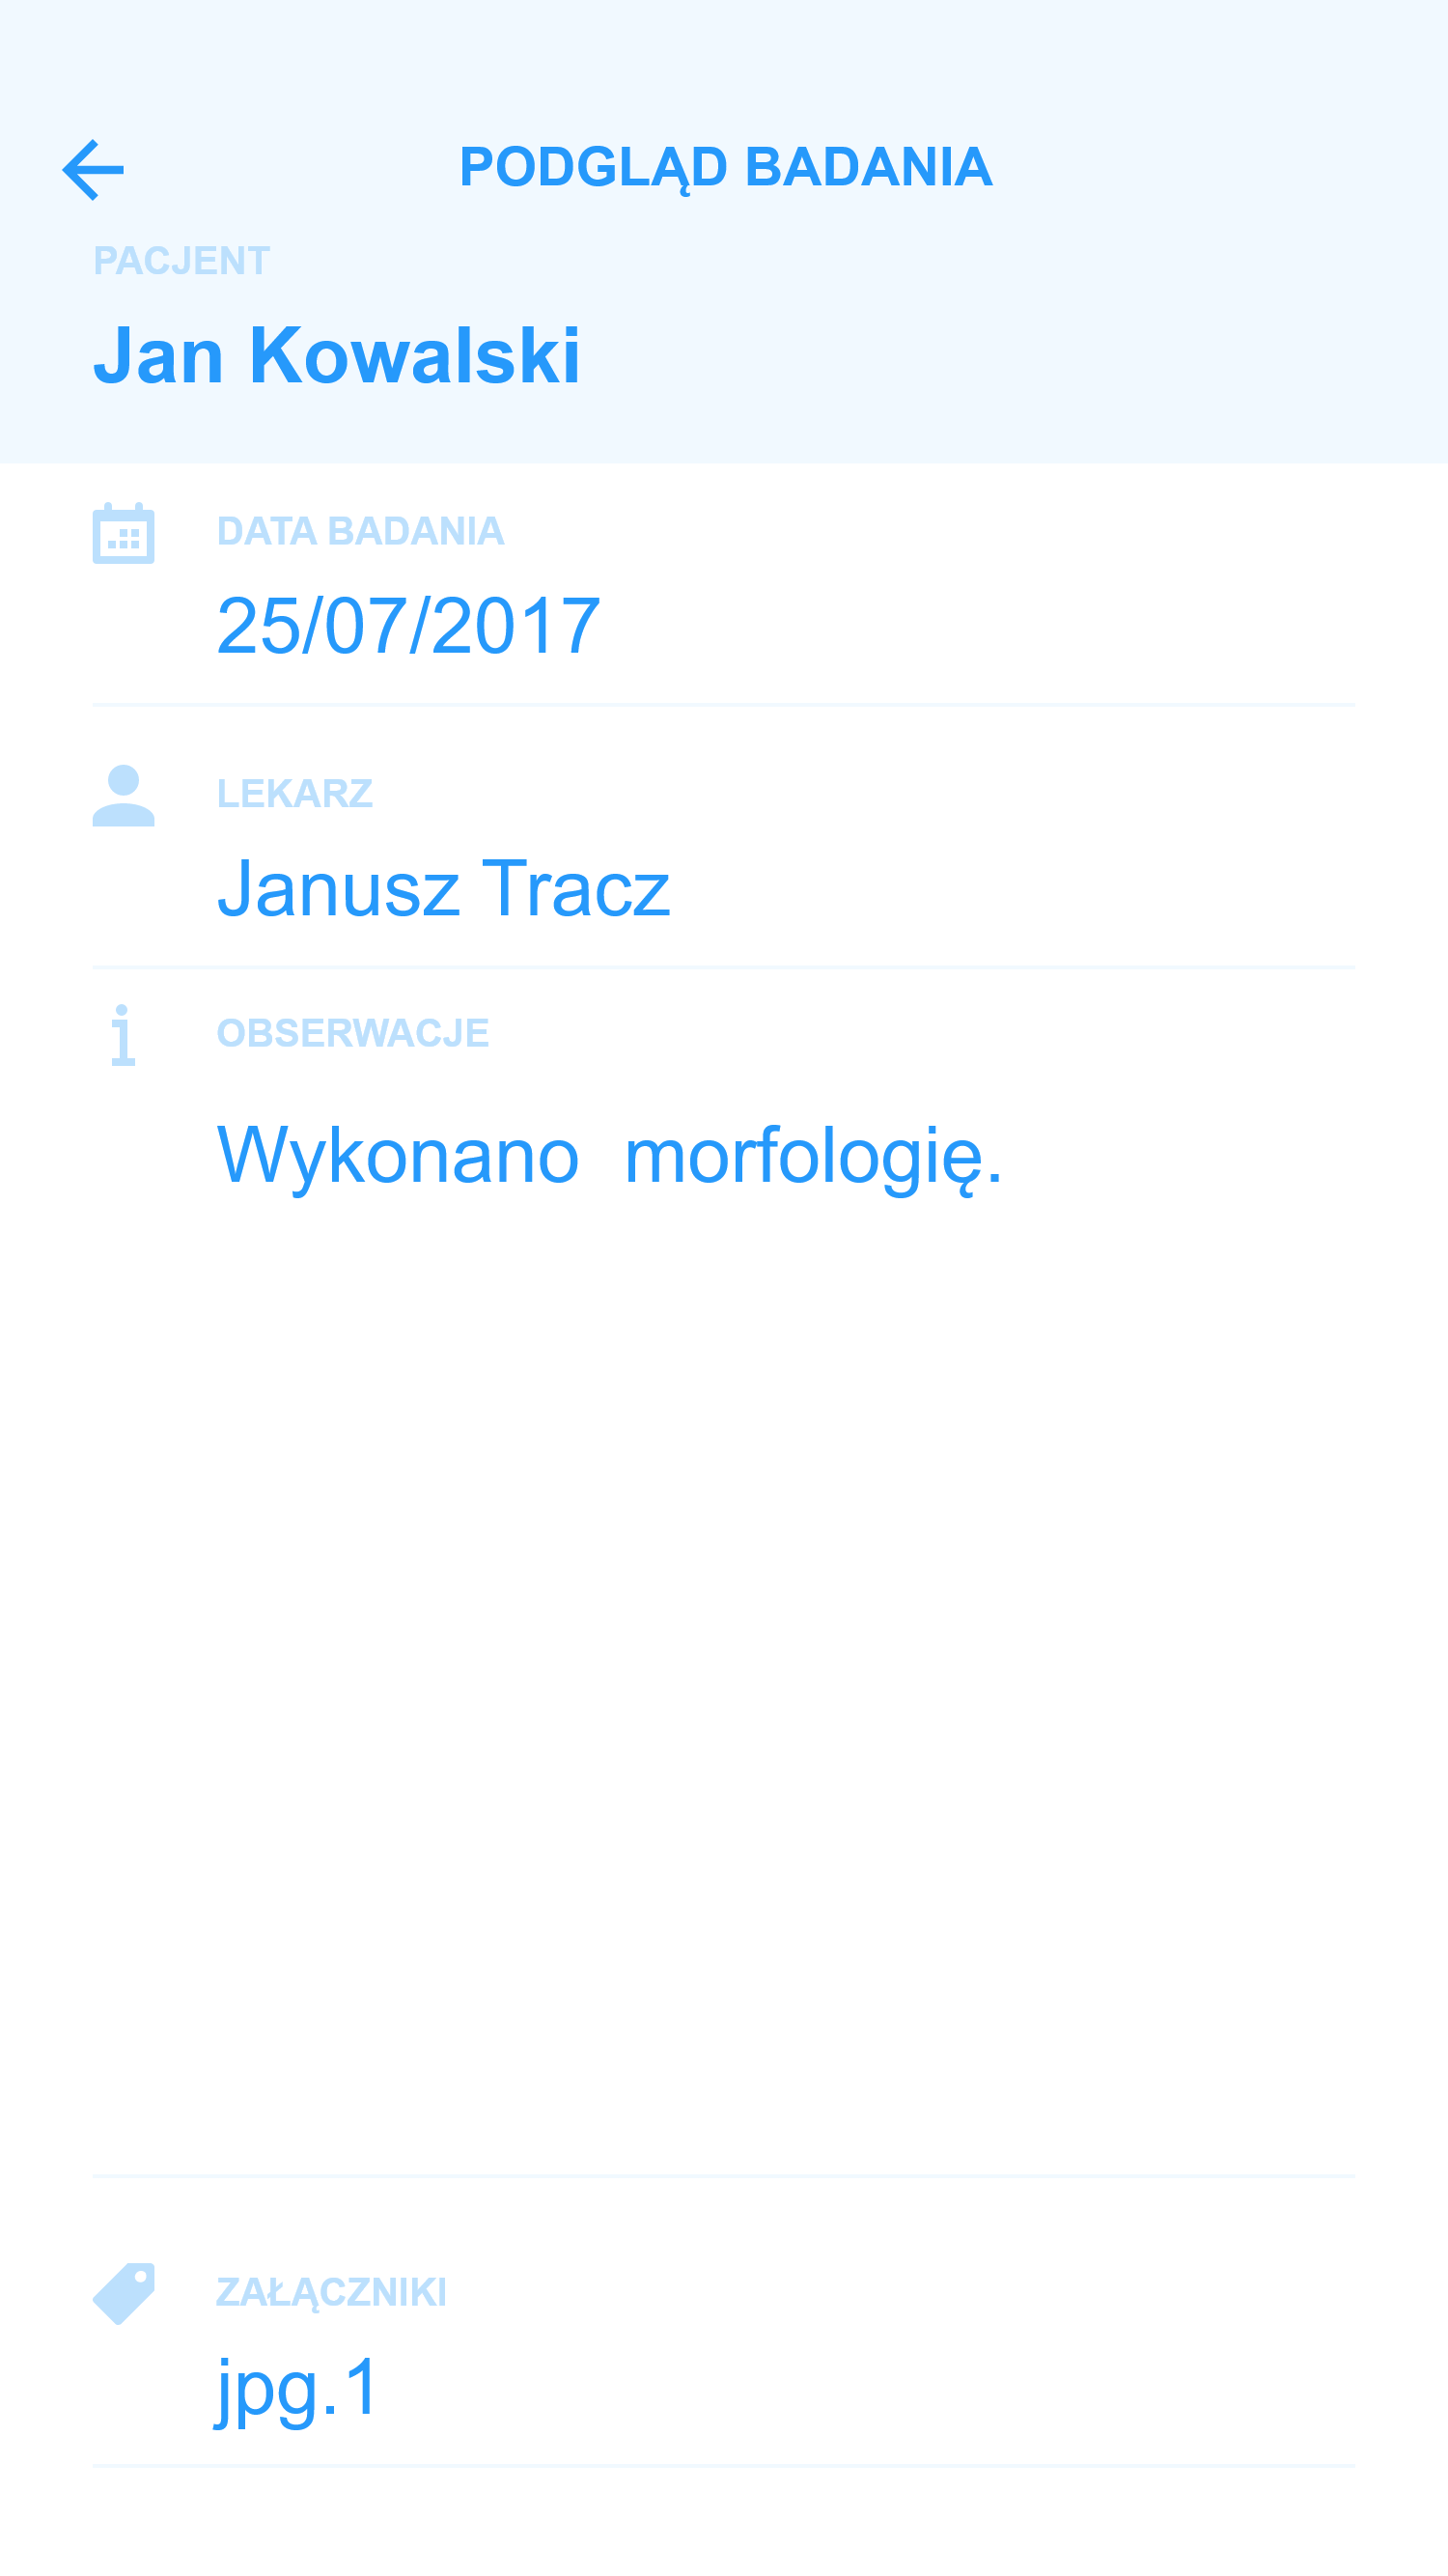 PODGLĄD BADANIA
PACJENT
Jan Kowalski
DATA BADANIA
25/07/2017
LEKARZ
Janusz Tracz
OBSERWACJE
Wykonano  morfologię.
ZAŁĄCZNIKI
jpg.1